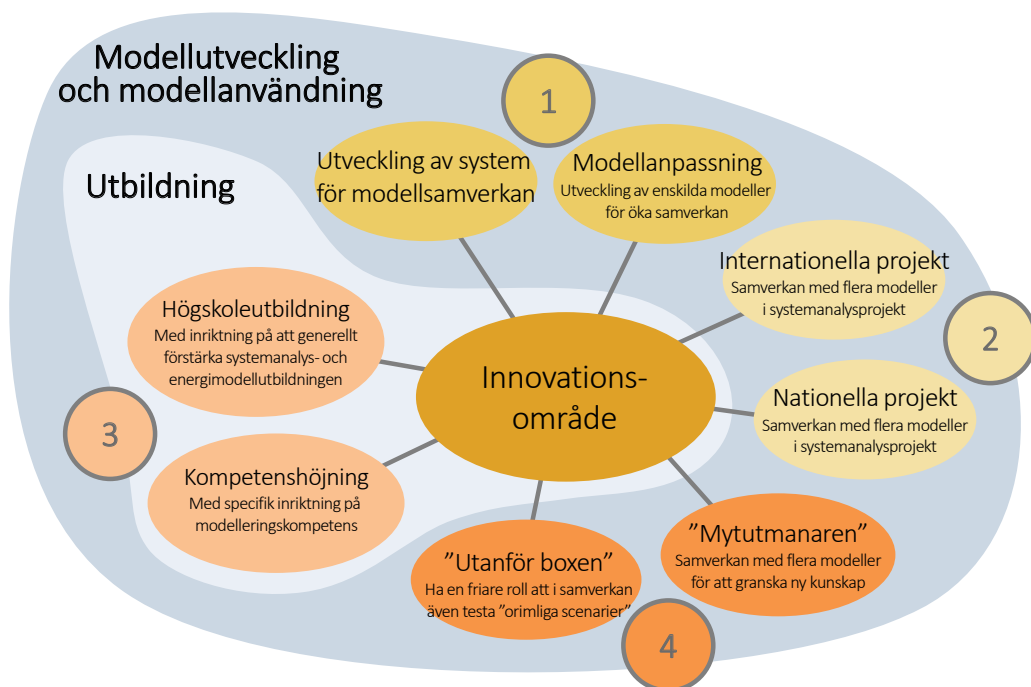 Modellutveckling
och modellanvändning
Utbildning
1
Utveckling av system
för modellsamverkan
Modellanpassning
Utveckling av enskilda modeller
för öka samverkan
Internationella projekt
Samverkan med flera modeller
i systemanalysprojekt
2
Nationella projekt
Samverkan med flera modeller
i systemanalysprojekt
Innovations-
område
Högskoleutbildning
Med inriktning på att generellt
förstärka systemanalys- och
energimodellutbildningen
3
Kompetenshöjning
Med specifik inriktning på
modelleringskompetens
”Utanför boxen”
Ha en friare roll att i samverkan
även testa ”orimliga scenarier”
”Mytutmanaren”
Samverkan med flera modeller
för att granska ny kunskap
4